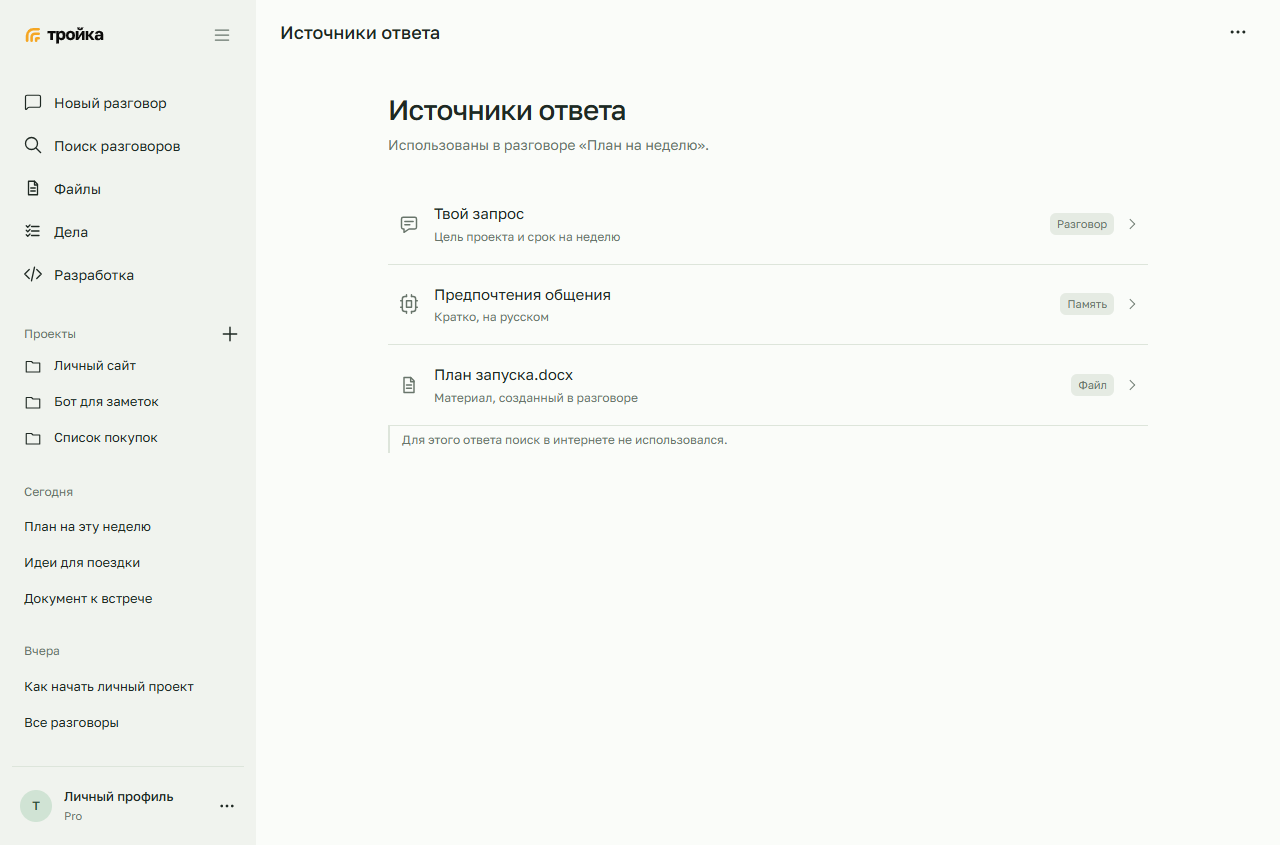 тройка
Новый разговор
Поиск разговоров
Файлы
Дела
Разработка
Проекты
Личный сайт
Бот для заметок
Список покупок
Сегодня
План на эту неделю
Идеи для поездки
Документ к встрече
Вчера
Как начать личный проект
Все разговоры
Т
Личный профиль
Pro
Источники ответа
Источники ответа
Использованы в разговоре «План на неделю».
Твой запрос
Цель проекта и срок на неделю
Разговор
Предпочтения общения
Кратко, на русском
Память
План запуска.docx
Материал, созданный в разговоре
Файл
Для этого ответа поиск в интернете не использовался.